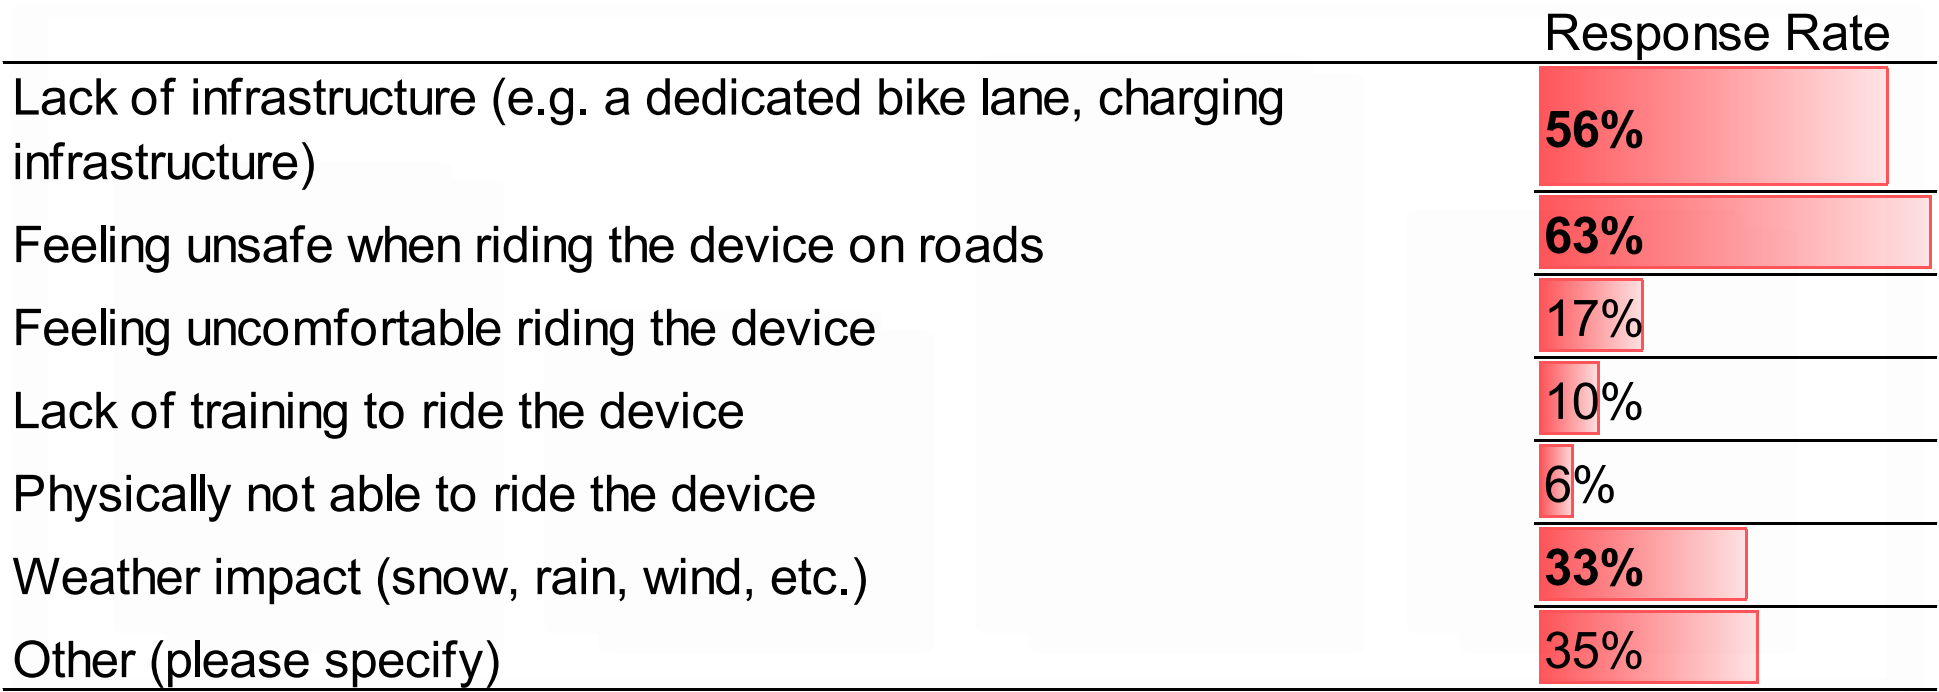 Response Rate
Lack of infrastructure (e.g. a dedicated bike lane, charging
infrastructure)
56%
Feeling unsafe when riding the device on roads
63%
Feeling uncomfortable riding the device
17%
Lack of training to ride the device
10%
Physically not able to ride the device
6%
Weather impact (snow, rain, wind, etc.)
33%
Other (please specify)
35%